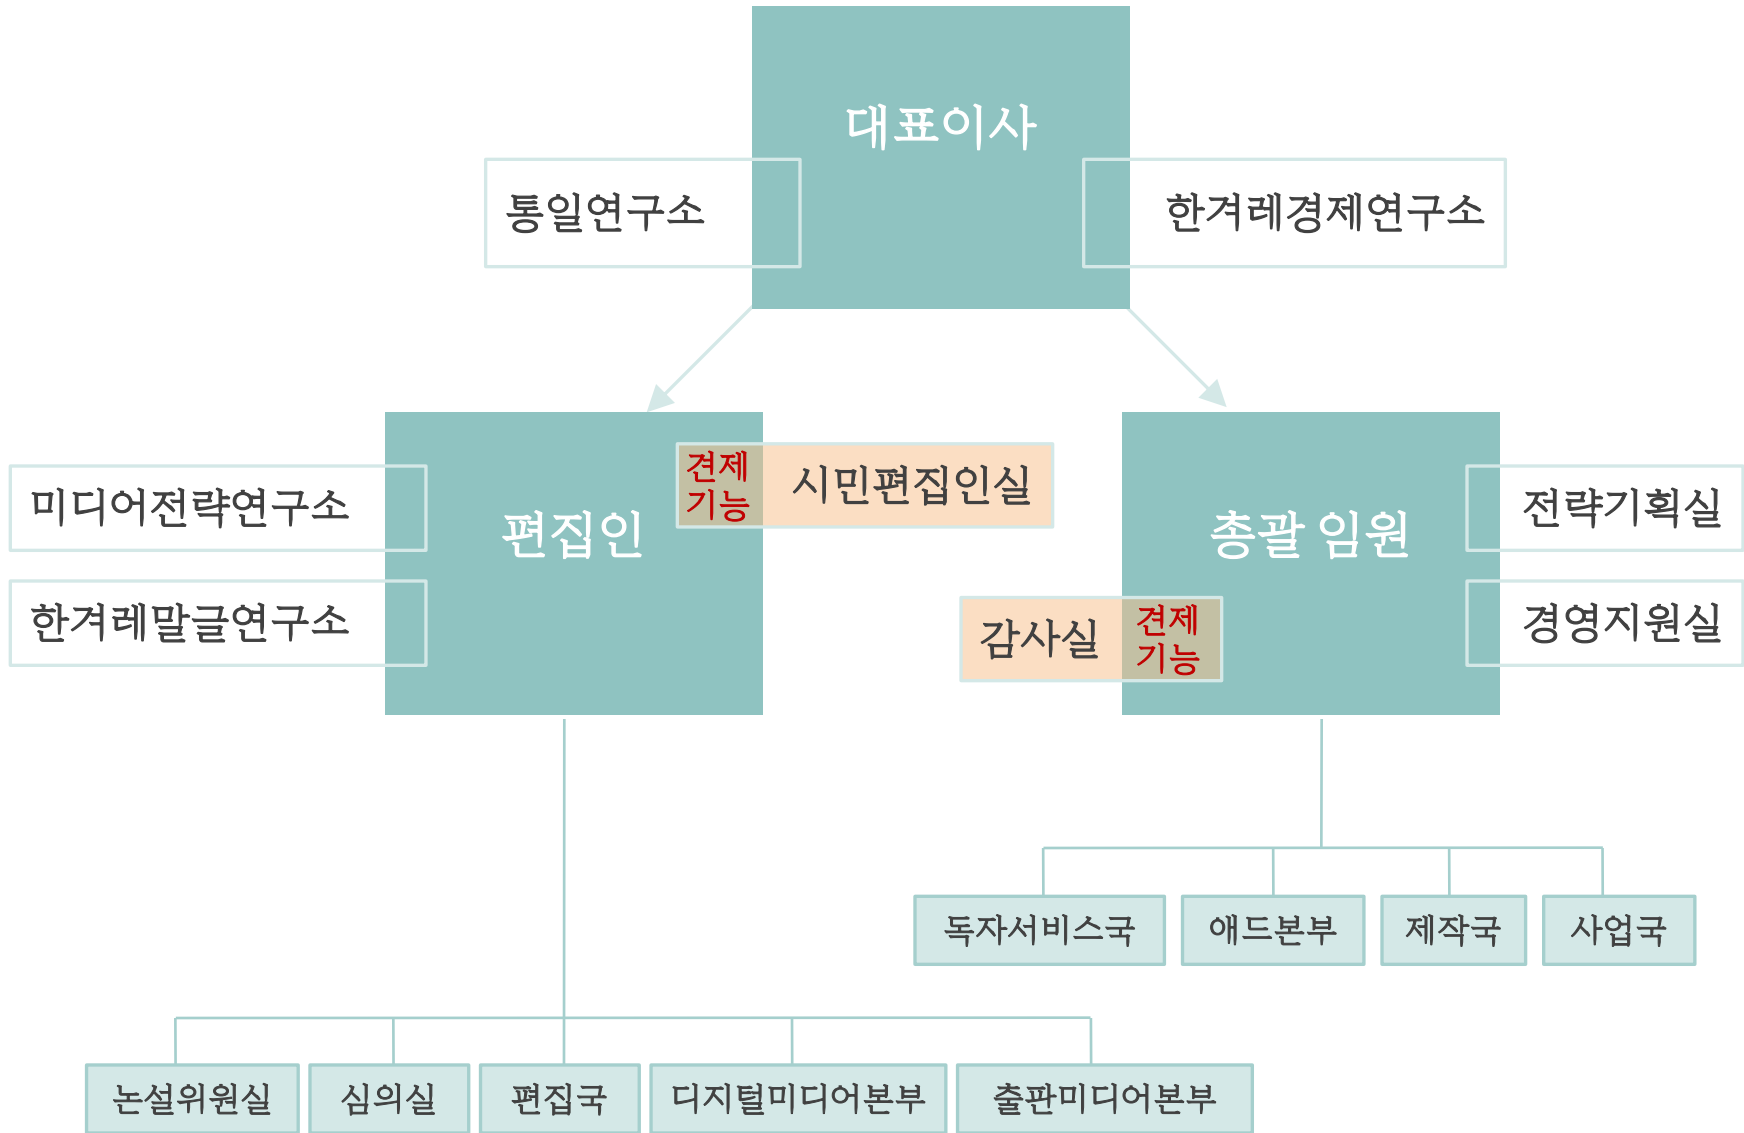 대표이사
통일연구소
한겨레경제연구소
견제
기능
시민편집인실
미디어전략연구소
편집인
총괄 임원
전략기획실
한겨레말글연구소
감사실
견제
기능
경영지원실
독자서비스국
애드본부
제작국
사업국
논설위원실
심의실
편집국
디지털미디어본부
출판미디어본부